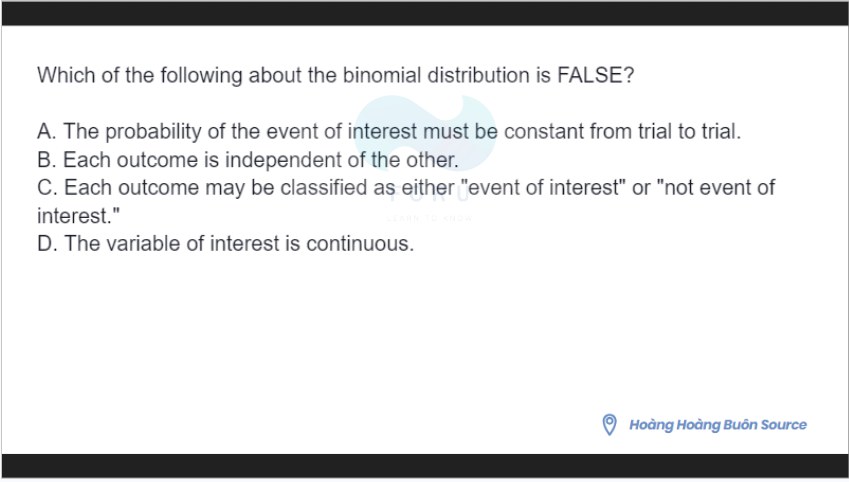 Which of the following about the binomial distribution is FALSE?
A. The probability of the event of interest must be constant from trial to trial.
B. Each outcome is independent of the other.
C. Each outcome may be classified as either "event of interest" or "not event of
interest."
D. The variable of interest is continuous.
Hoàng Hoàng Buôn Source